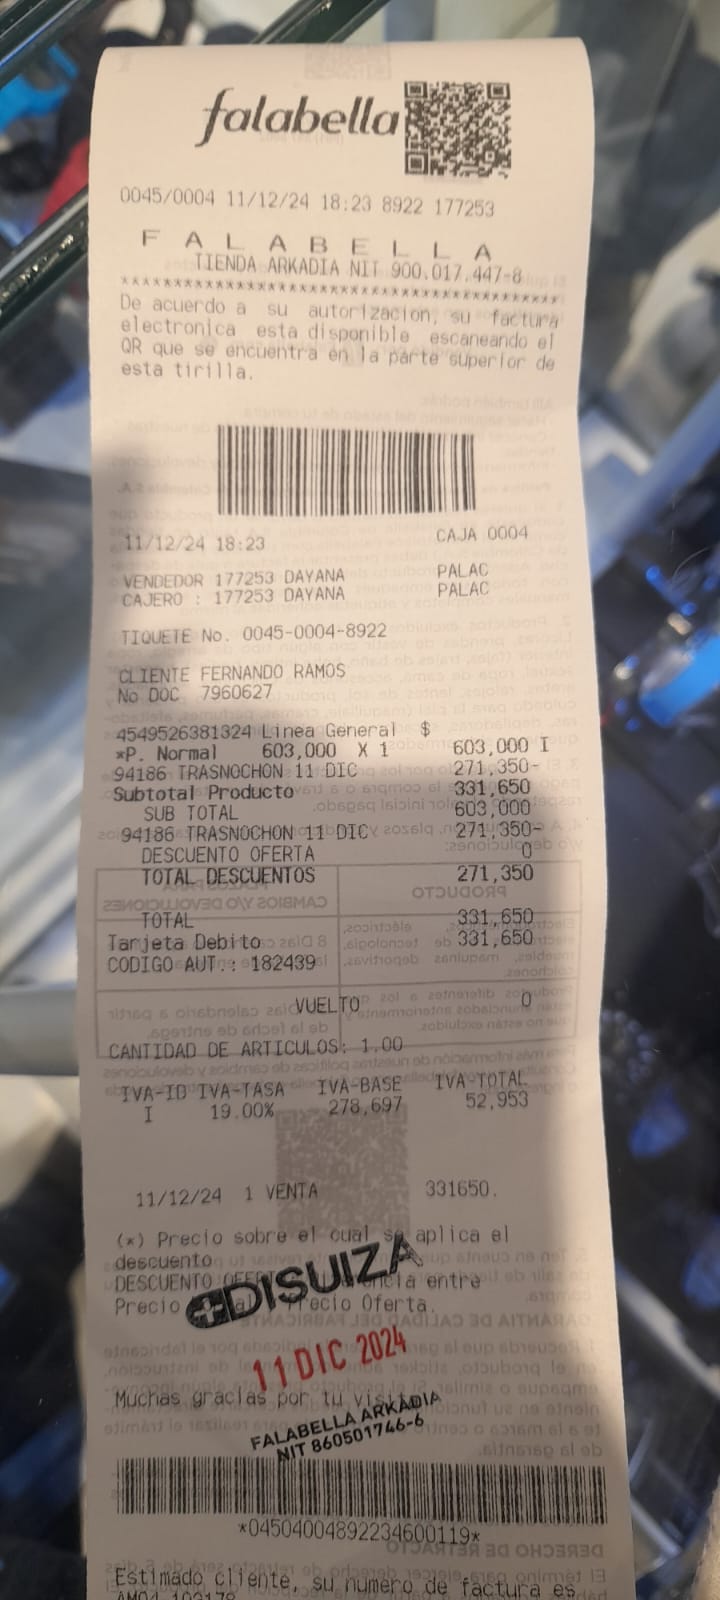 falabella
0045/0004 11/12/24 18:23 8922 177253
F A L A B E L L A
TIENDA ARKADIA NIT 900.017.447-8
De acuerdo a su autorizacion, su factura
electronica esta disponible escaneando el
QR que se encuentra en la parte superior de
esta tirilla.
11/12/24 18:23 CAJA 0004
VENDEDOR 177253 DAYANA PALAC
CAJERO : 177253 DAYANA PALAC
TIQUETE No. 0045-0004-8922
CLIENTE FERNANDO RAMOS
No DOC 7960627
4549526381324 Linea General $
*P. Normal 603,000 X 1 603,000 I
94186 TRASNOCHON 11 DIC 271,350-
Subtotal Producto 331,650
SUB TOTAL 603,000
94186 TRASNOCHON 11 DIC 271,350-
DESCUENTO OFERTA 0
TOTAL DESCUENTOS 271,350
TOTAL 331,650
Tarjeta Debito 331,650
CODIGO AUT.: 182439
VUELTO 0
CANTIDAD DE ARTICULOS: 1.00
IVA-ID IVA-TASA IVA-BASE IVA-TOTAL
I 19.00% 278,697 52,953
11/12/24 1 VENTA 331650.
(*) Precio sobre el cual se aplica el
descuento
DESCUENTO entre
Precio Precio Oferta.
DISUIZA
11 DIC 2024
Muchas gracias por tu visita
FALABELLA ARKADIA
NIT 860501746-6
*04504004892234600119*
Estimado cliente, su numero de factura es